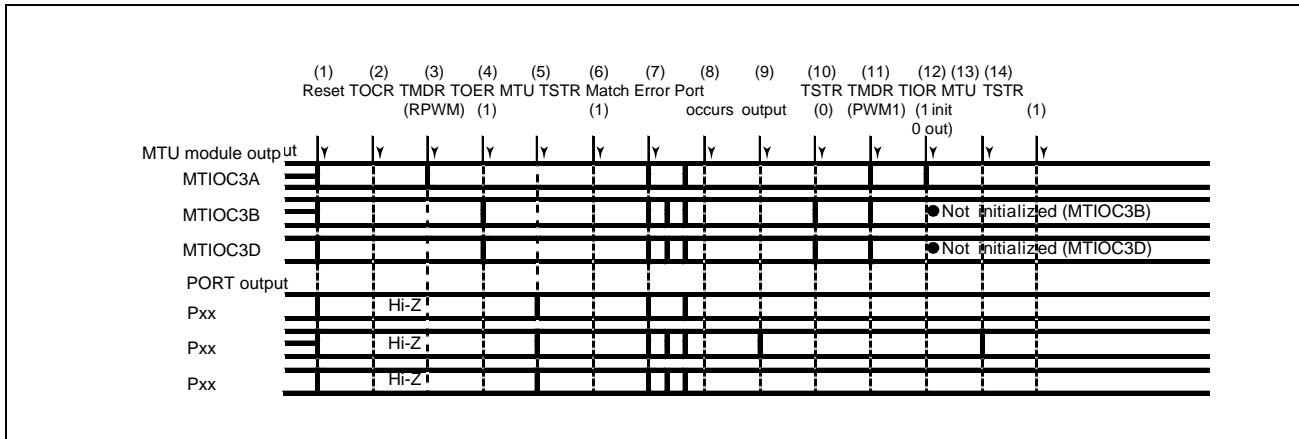 (1) (2) (3) (4) (5) (6) (7) (8) (9) (10) (11) (12) (13) (14)
Reset TOCR TMDR TOER MTU TSTR Match Error Port TSTR TMDR TIOR MTU TSTR
(RPWM) (1) (1) occurs output (0) (PWM1) (1 init (1)
0 out)
MTU module output
MTIOC3A
MTIOC3B Not initialized (MTIOC3B)
MTIOC3D Not initialized (MTIOC3D)
PORT output
Pxx Hi-Z
Pxx Hi-Z
Pxx Hi-Z